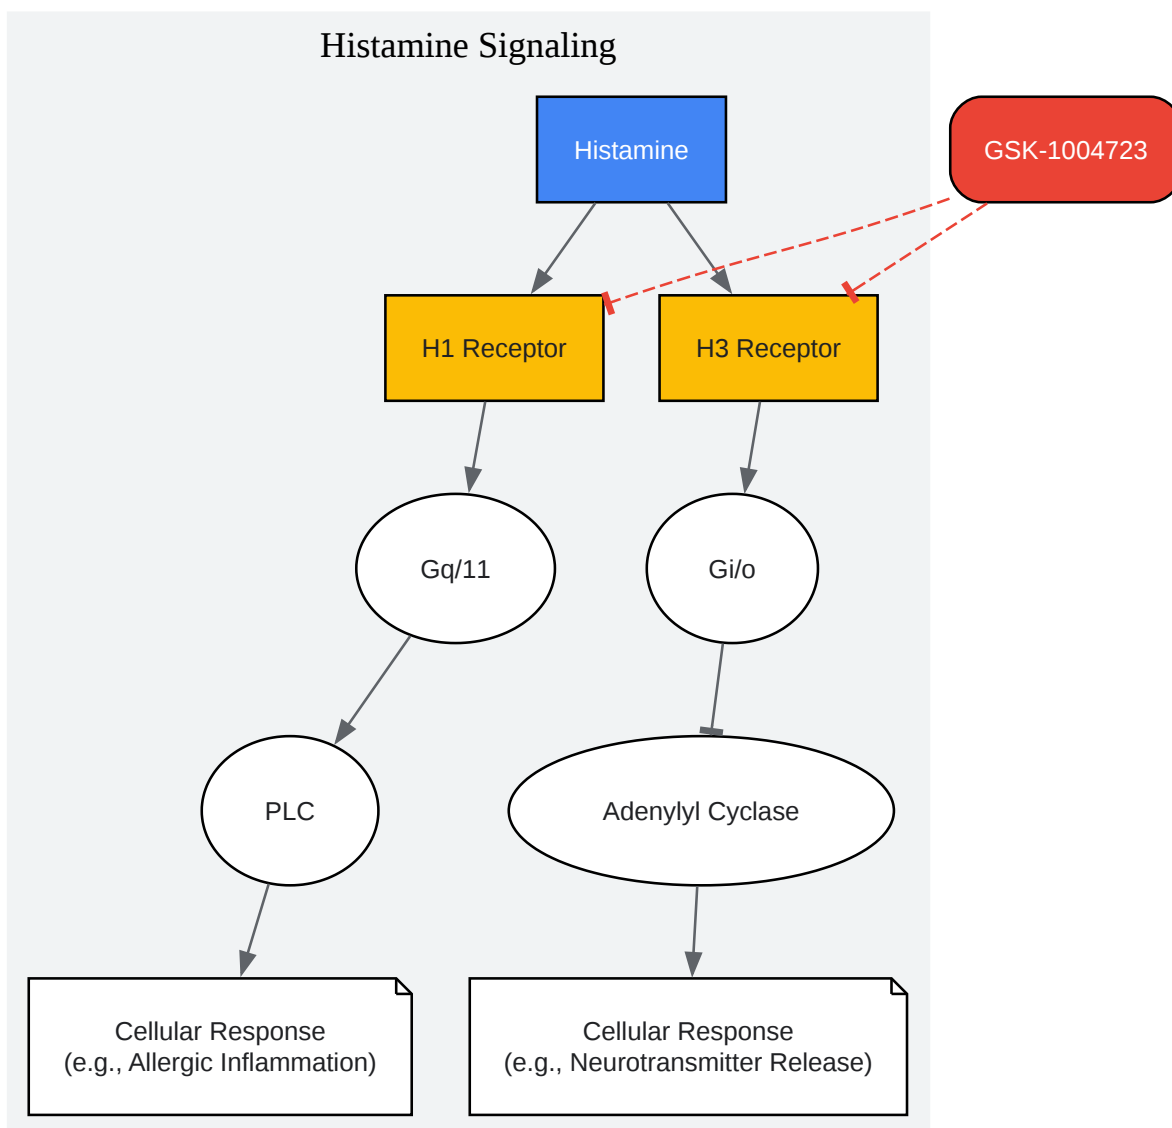 Histamine Signaling
Histamine
GSK-1004723
H1 Receptor
H3 Receptor
Gq/11
Gi/o
PLC
Adenylyl Cyclase
Cellular Response
(e.g., Allergic Inflammation)
Cellular Response
(e.g., Neurotransmitter Release)